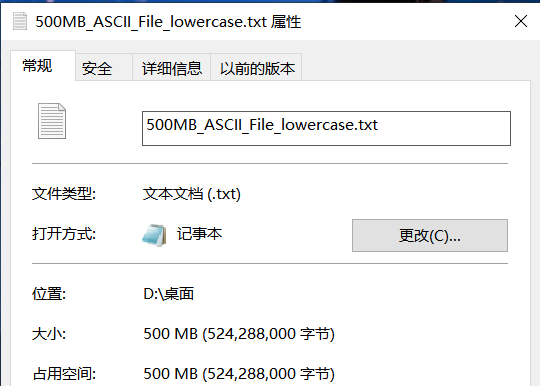 500MB_ASCII_File_lowercase.txt 属性
常规 安全 详细信息 以前的版本
500MB_ASCII_File_lowercase.txt
文件类型: 文本文档 (.txt)
打开方式: 记事本 更改(C)...
位置: D:\桌面
大小: 500 MB (524,288,000 字节)
占用空间: 500 MB (524,288,000 字节)